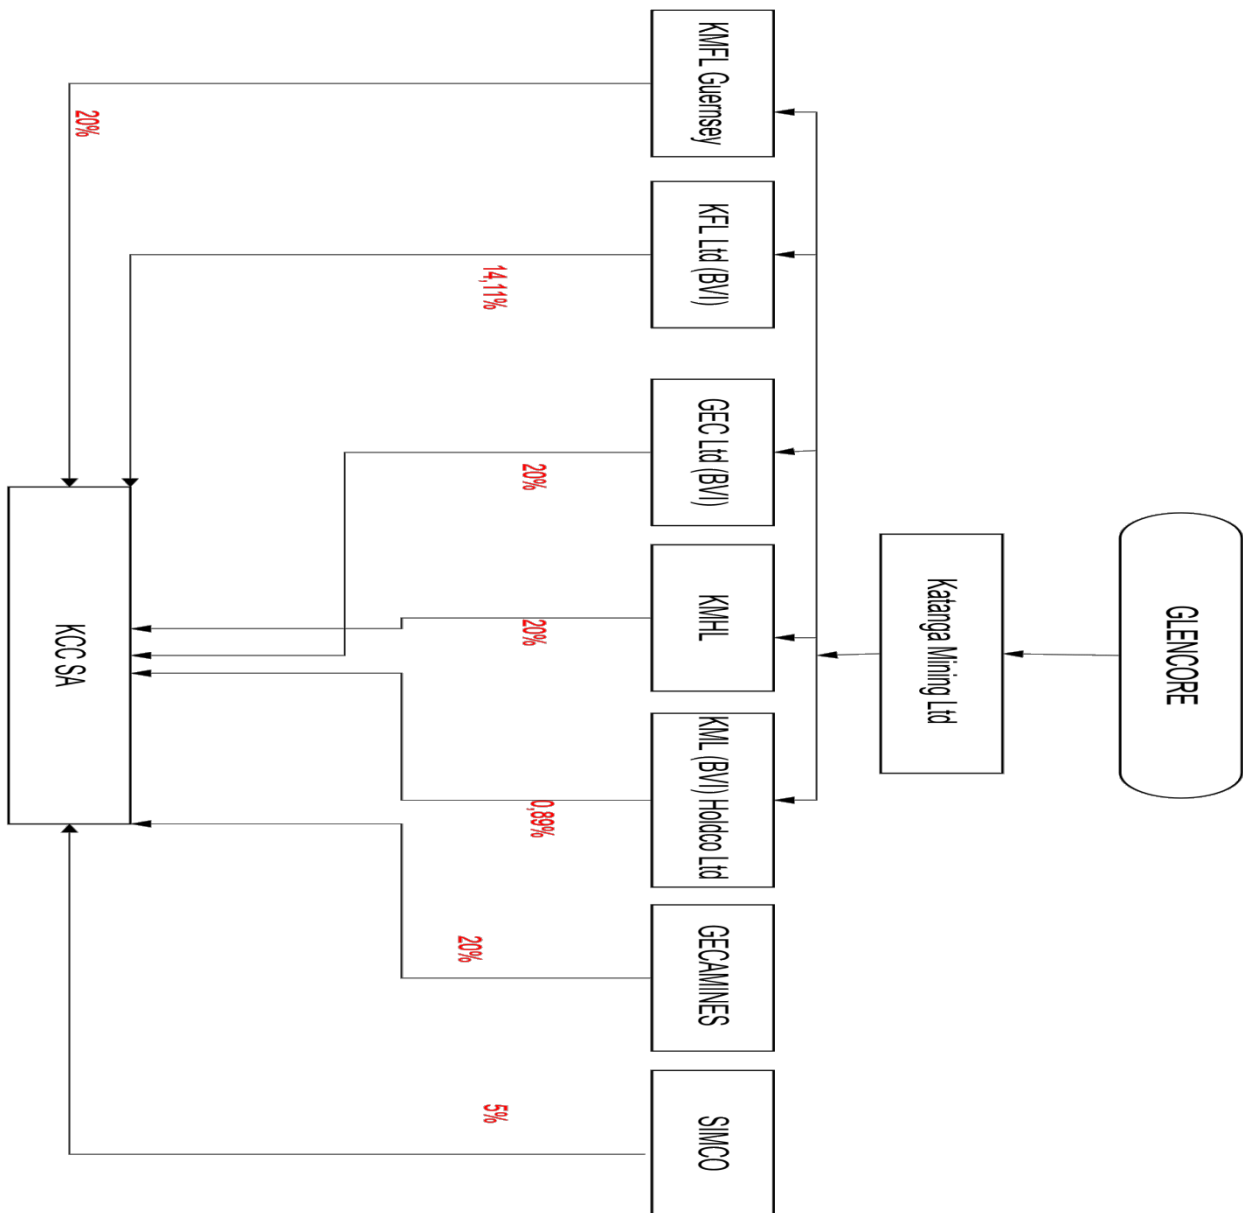 GLENCORE
Katanga Mining Ltd
KMFL Guernsey
KFL Ltd (BVI)
GEC Ltd (BVI)
KMHL
KML (BVI) Holdco Ltd
GECAMINES
SIMCO
20%
14,11%
20%
20%
0,89%
20%
5%
KCC SA